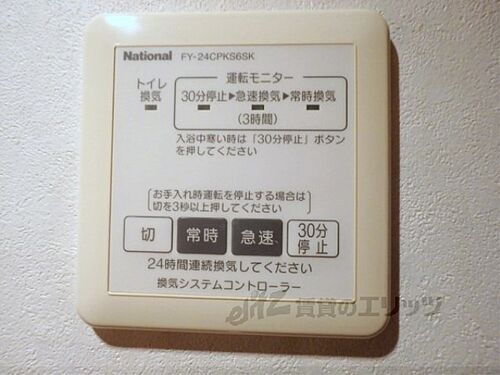 National FY-24CPKS6SK
トイレ換気
運転モニター
30分停止▶急速換気▶常時換気
(3時間)
入浴中寒い時は「30分停止」ボタン
を押してください
お手入れ時運転を停止する場合は
切を3秒以上押してください
切 常時 急速 30分停止
24時間連続換気してください
換気システムコントローラー
賃貸のエリッツ